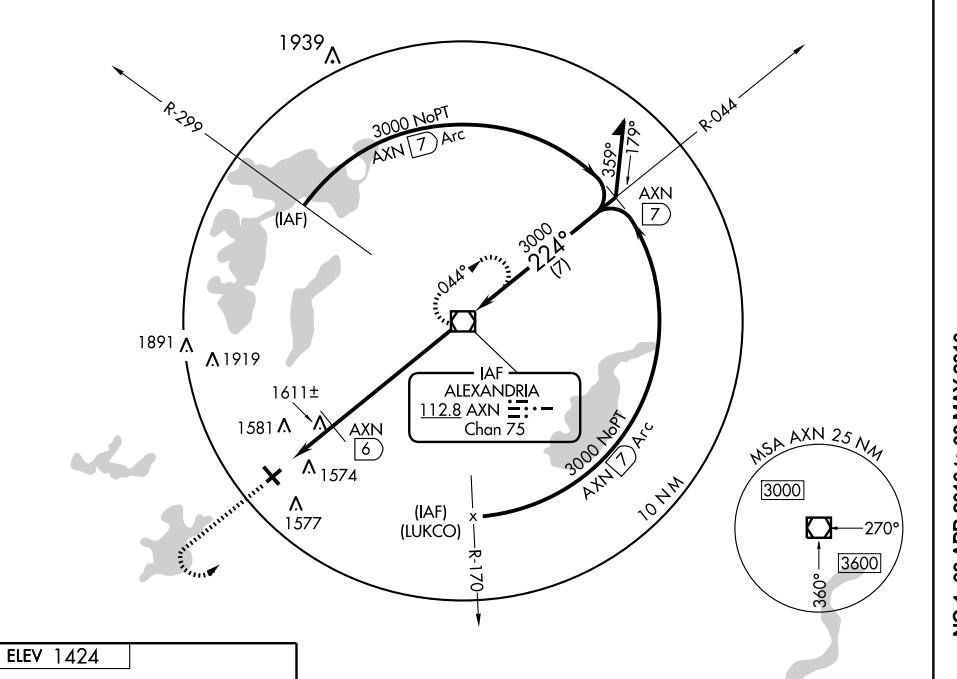 1939
R-299
3000 NoPT
AXN 7 Arc
359°
179°
R-044
AXN
7
(IAF)
3000
224°
(7)
044°
1891
1919
1611±
1581
AXN
6
1574
1577
IAF
ALEXANDRIA
112.8 AXN
Chan 75
3000 NoPT
AXN 7 Arc
10 NM
(IAF)
(LUKCO)
x
R-170
MSA AXN 25 NM
3000
270°
3600
360°
ELEV 1424